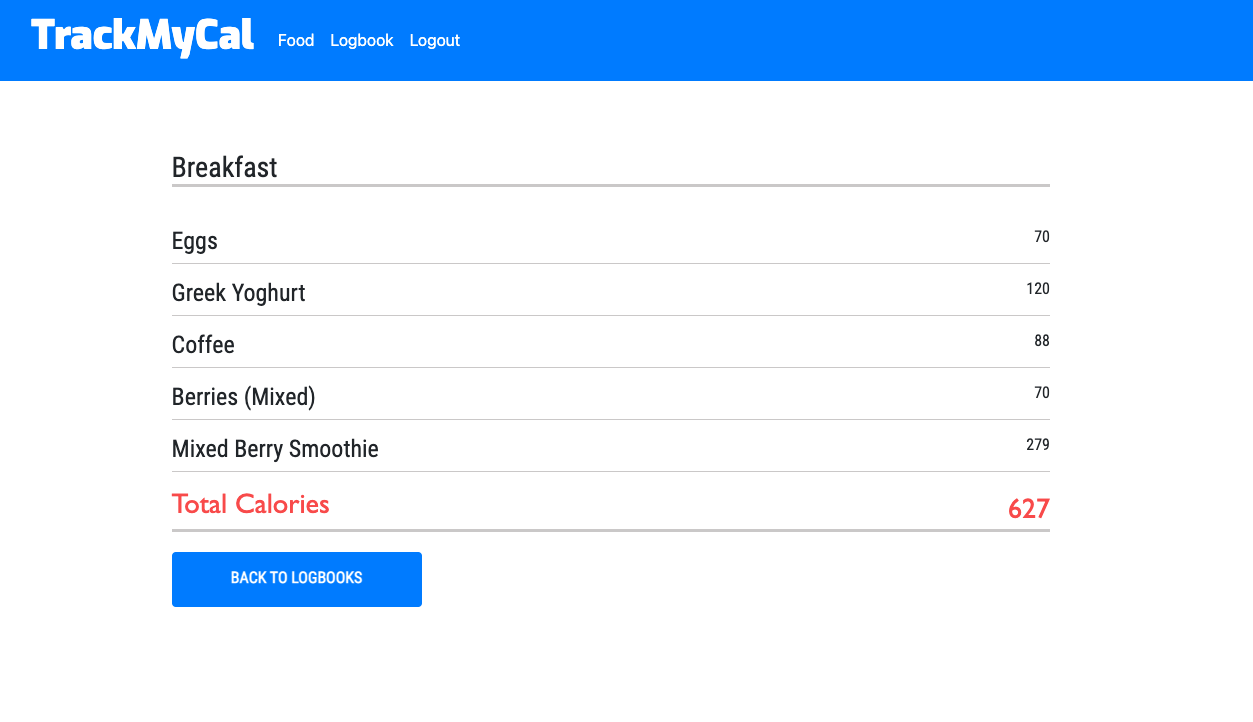 TrackMyCal Food Logbook Logout
Breakfast
Eggs 70
Greek Yoghurt 120
Coffee 88
Berries (Mixed) 70
Mixed Berry Smoothie 279
Total Calories 627
BACK TO LOGBOOKS